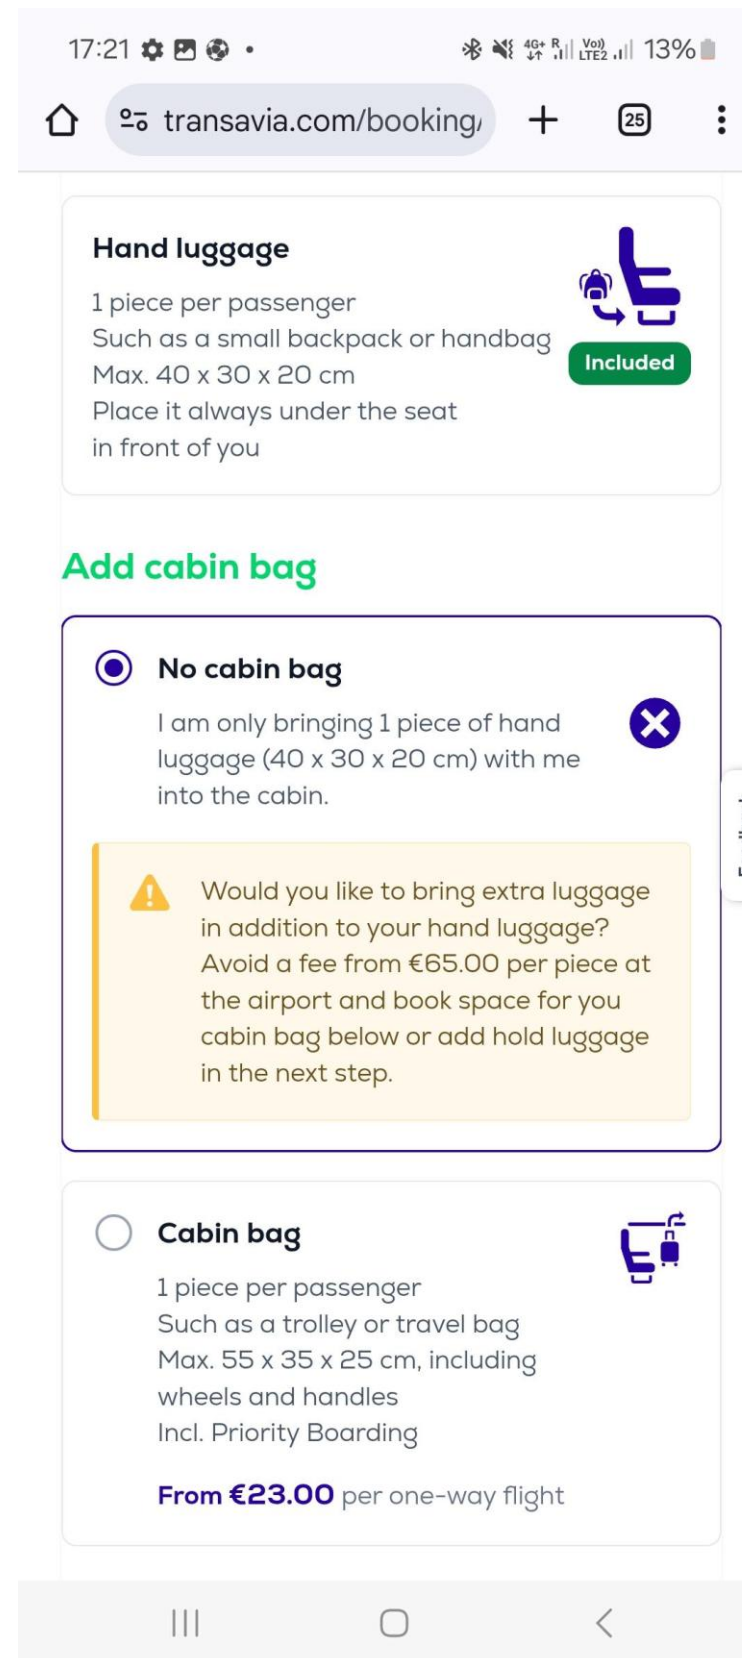 17:21
4G+ R Vo)) LTE2 13%
transavia.com/booking/
25
Hand luggage
1 piece per passenger
Such as a small backpack or handbag
Max. 40 x 30 x 20 cm
Place it always under the seat
in front of you
Included
Add cabin bag
No cabin bag
I am only bringing 1 piece of hand
luggage (40 x 30 x 20 cm) with me
into the cabin.
Would you like to bring extra luggage
in addition to your hand luggage?
Avoid a fee from €65.00 per piece at
the airport and book space for you
cabin bag below or add hold luggage
in the next step.
Cabin bag
1 piece per passenger
Such as a trolley or travel bag
Max. 55 x 35 x 25 cm, including
wheels and handles
Incl. Priority Boarding
From €23.00 per one-way flight